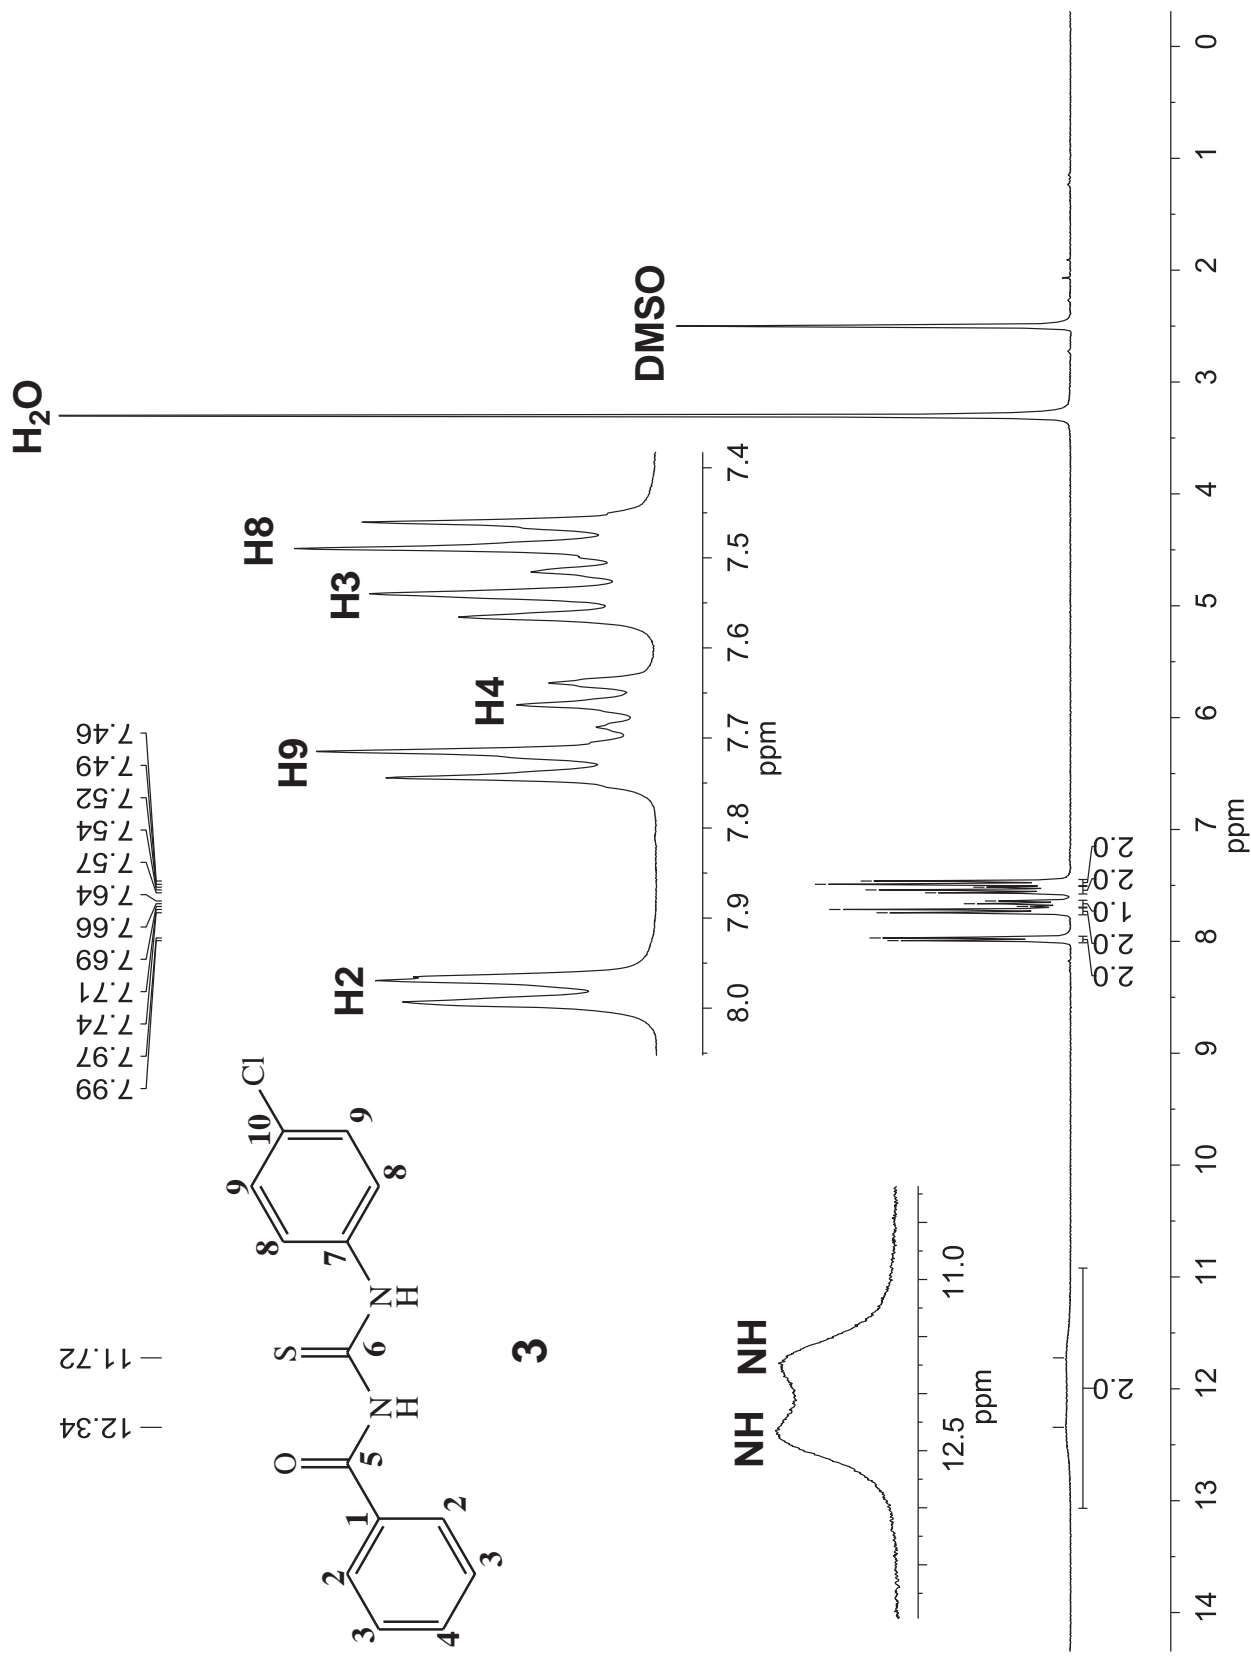 H₂O
DMSO
7.99
7.97
7.74
7.71
7.69
7.66
7.64
7.57
7.54
7.52
7.49
7.46
12.34
11.72
H2
H9
H4
H3
H8
8.0 7.9 7.8 7.7 7.6 7.5 7.4
ppm
O
S
Cl
N
H
N
H
1
2
2
3
3
4
5
6
7
8
8
9
9
10
3
NH NH
12.5 11.0
ppm
2.0
2.0
2.0
1.0
2.0
2.0
14 13 12 11 10 9 8 7 6 5 4 3 2 1 0
ppm